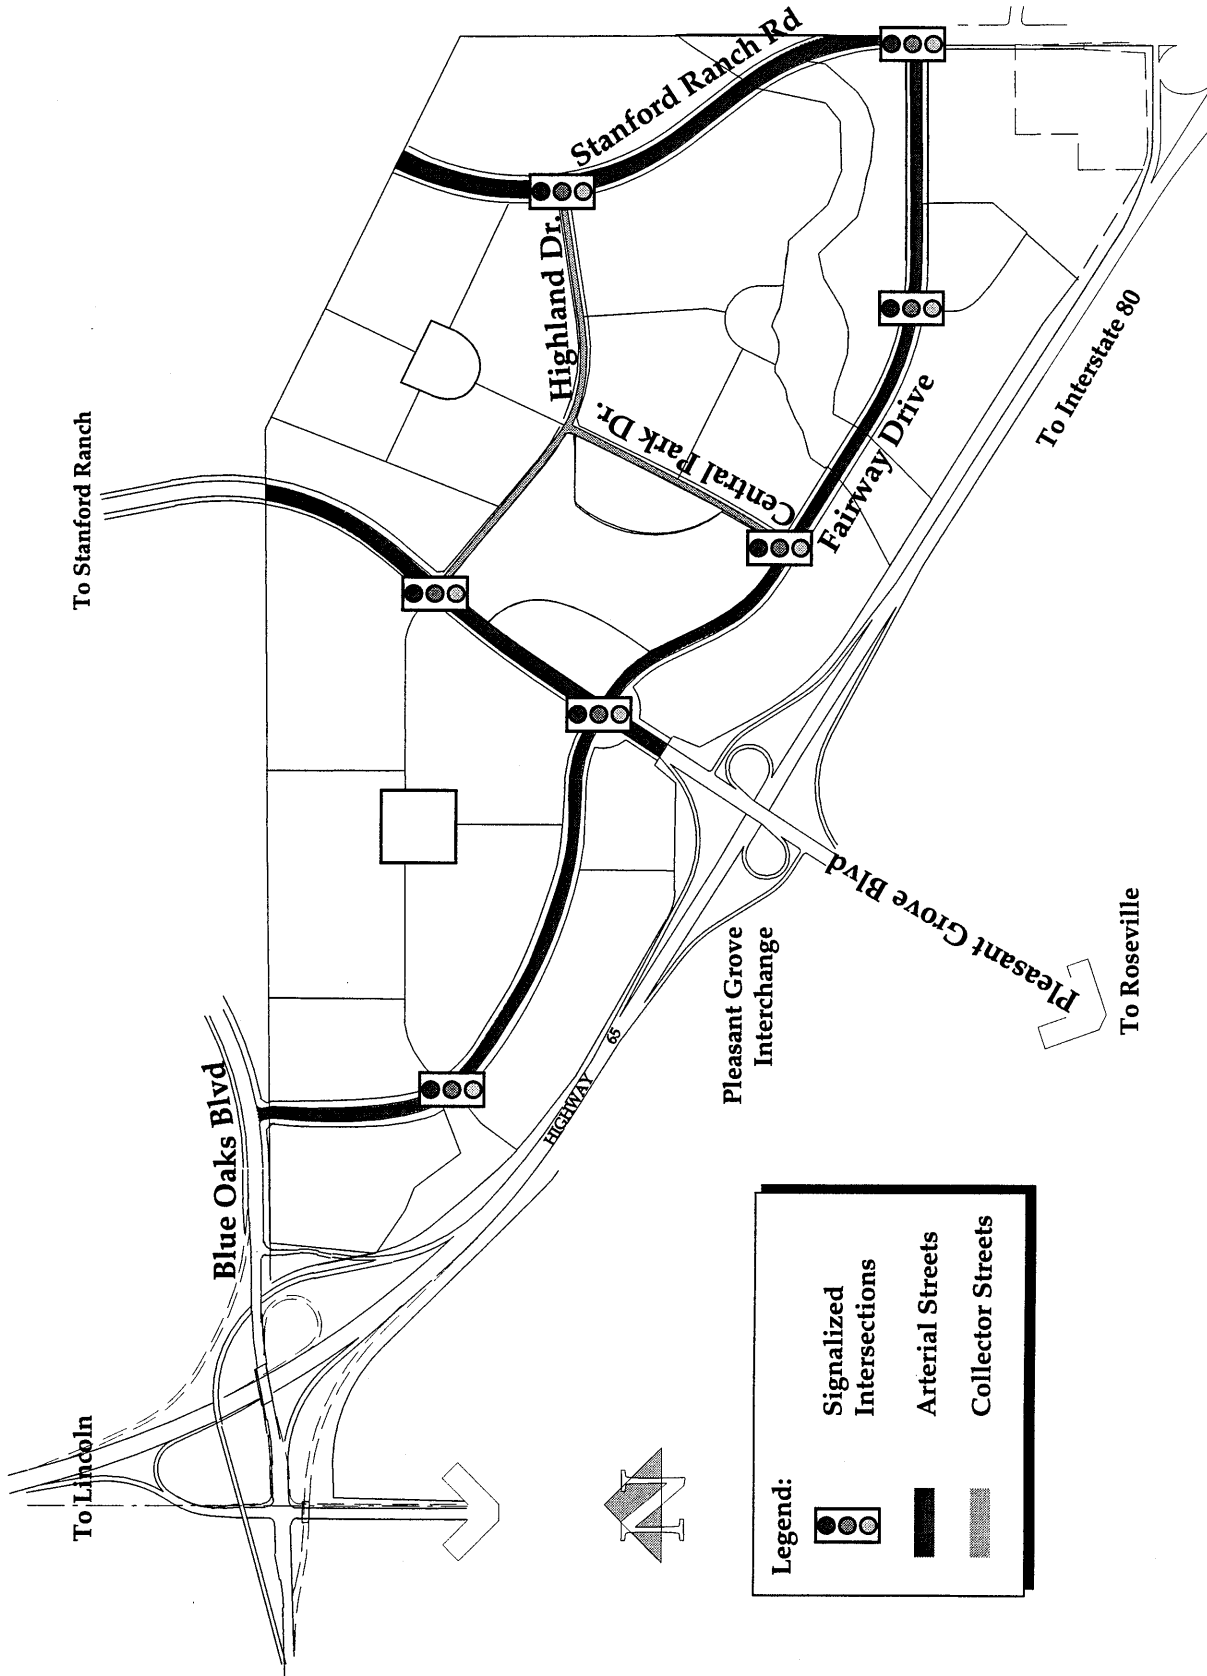 To Lincoln
To Stanford Ranch
Blue Oaks Blvd
Stanford Ranch Rd
Highland Dr.
Central Park Dr.
Fairway Drive
HIGHWAY 65
To Interstate 80
Pleasant Grove
Interchange
Pleasant Grove Blvd
To Roseville
N
Legend:
Signalized
Intersections
Arterial Streets
Collector Streets